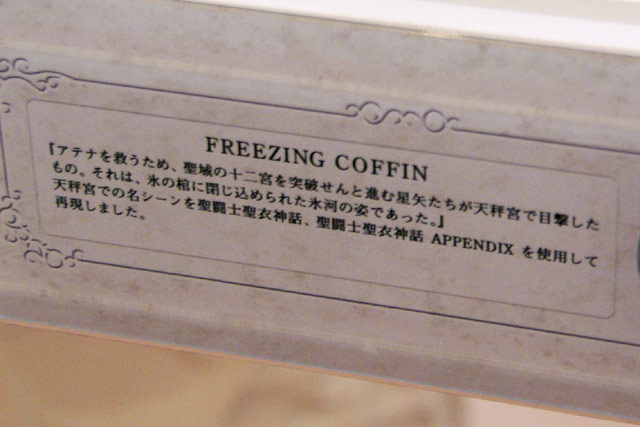 FREEZING COFFIN
『アテナを救うため、聖域の十二宮を突破せんと進む星矢たちが天秤宮で目撃した
もの。それは、氷の棺に閉じ込められた氷河の姿であった。』
天秤宮での名シーンを聖闘士聖衣神話、聖闘士聖衣神話 APPENDIX を使用して
再現しました。